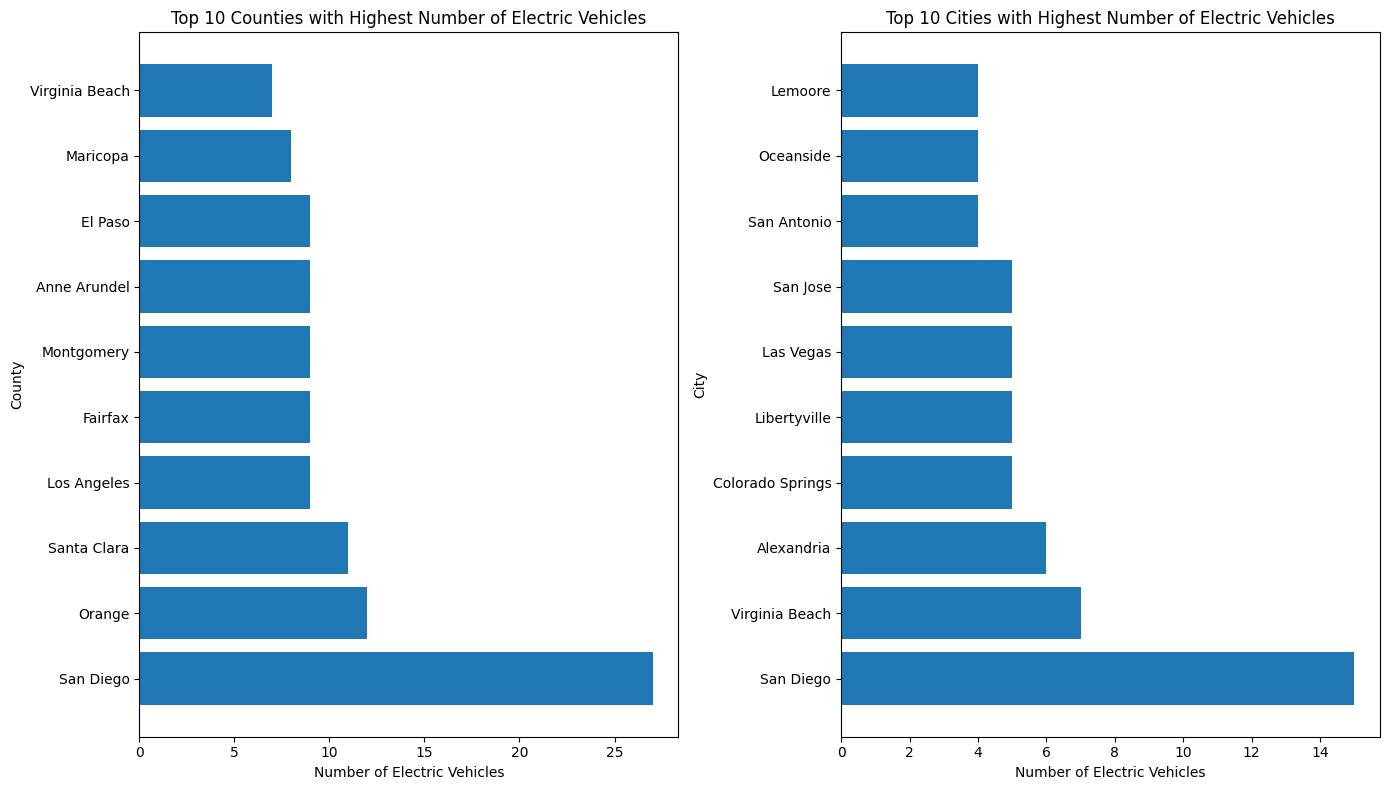 Top 10 Counties with Highest Number of Electric Vehicles
County
Virginia Beach
Maricopa
El Paso
Anne Arundel
Montgomery
Fairfax
Los Angeles
Santa Clara
Orange
San Diego
0 5 10 15 20 25
Number of Electric Vehicles
Top 10 Cities with Highest Number of Electric Vehicles
City
Lemoore
Oceanside
San Antonio
San Jose
Las Vegas
Libertyville
Colorado Springs
Alexandria
Virginia Beach
San Diego
0 2 4 6 8 10 12 14
Number of Electric Vehicles